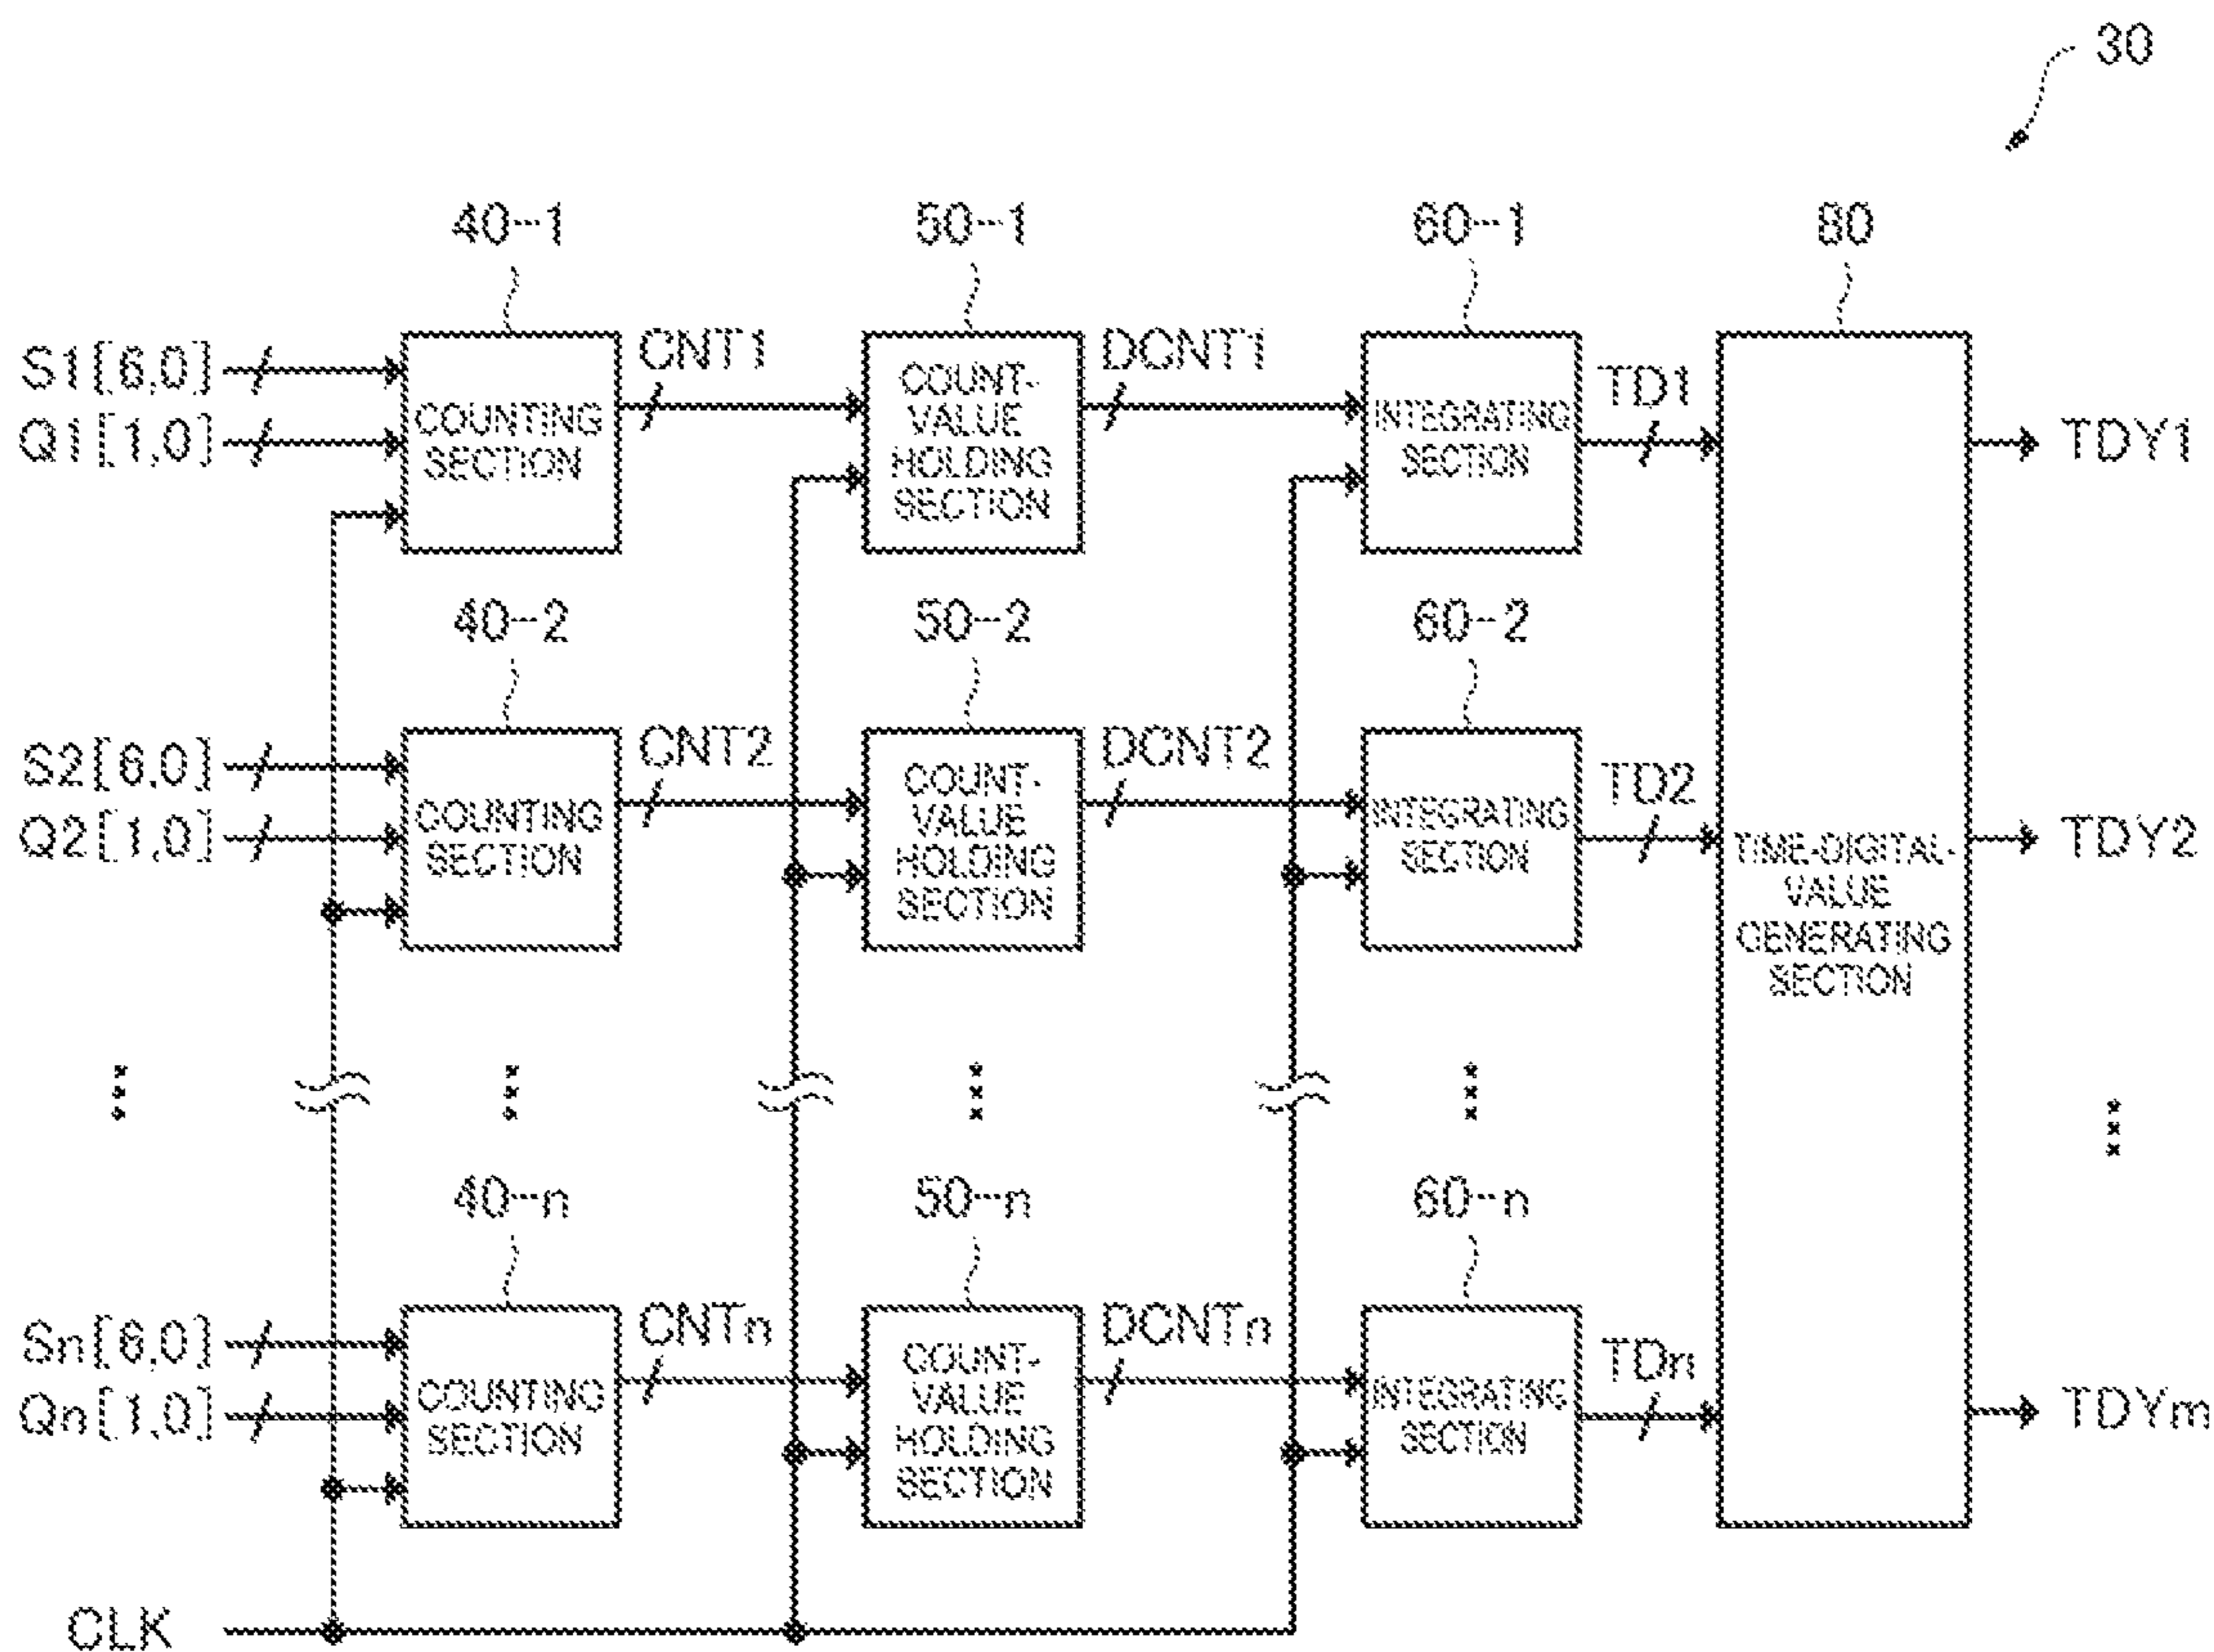 30
40-1
50-1
60-1
80
S1[6,0]
Q1[1,0]
COUNTING
SECTION
CNT1
COUNT-
VALUE
HOLDING
SECTION
DCNT1
INTEGRATING
SECTION
TD1
TDY1
40-2
50-2
60-2
S2[6,0]
Q2[1,0]
COUNTING
SECTION
CNT2
COUNT-
VALUE
HOLDING
SECTION
DCNT2
INTEGRATING
SECTION
TD2
TIME-DIGITAL-
VALUE
GENERATING
SECTION
TDY2
40-n
50-n
60-n
Sn[6,0]
Qn[1,0]
COUNTING
SECTION
CNTn
COUNT-
VALUE
HOLDING
SECTION
DCNTn
INTEGRATING
SECTION
TDn
TDYm
CLK